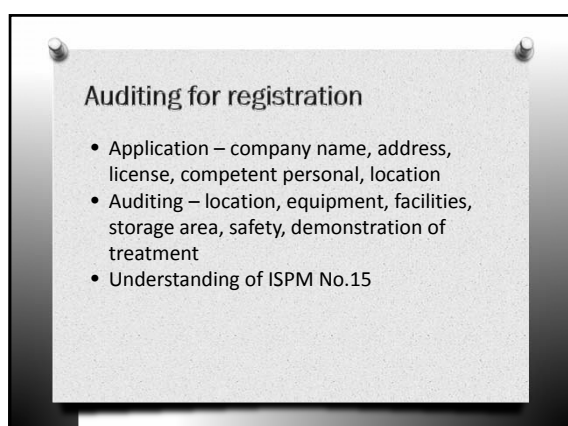 Auditing for registration
• Application – company name, address,
license, competent personal, location
• Auditing – location, equipment, facilities,
storage area, safety, demonstration of
treatment
• Understanding of ISPM No.15